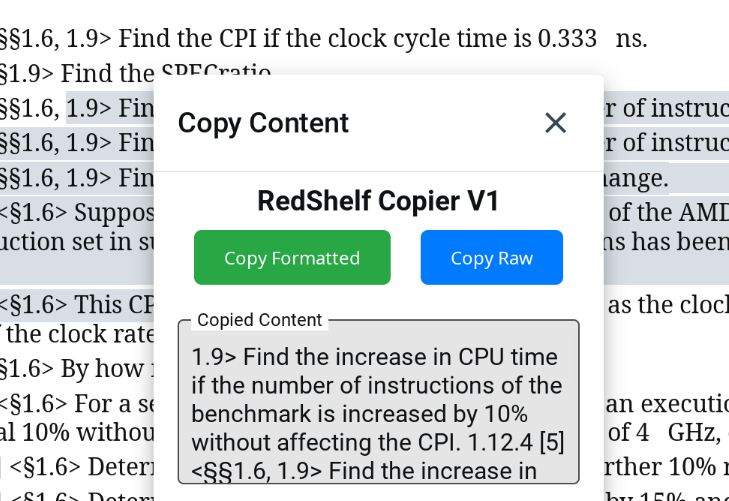 §§1.6, 1.9> Find the CPI if the clock cycle time is 0.333 ns.
§1.9> Find the SPECratio
§§1.6, 1.9> Fin
r of instruc
§§1.6, 1.9> Fin
r of instruc
§§1.6, 1.9> Fin
ange.
<§1.6> Suppos
of the AMD
uction set in su
ns has been
<§1.6> This CP
as the clock
f the clock rate
§1.6> By how
<§1.6> For a se
an executio
al 10% withou
of 4 GHz,
] <§1.6> Deterr
rther 10% r
Copy Content
RedShelf Copier V1
Copy Formatted
Copy Raw
Copied Content
1.9> Find the increase in CPU time
if the number of instructions of the
benchmark is increased by 10%
without affecting the CPI. 1.12.4 [5]
<§§1.6, 1.9> Find the increase in